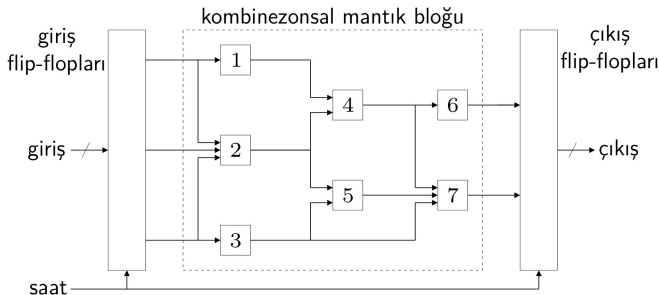 kombinezonsal mantık bloğu
giriş
flip-flopları
çıkış
flip-flopları
1
4
6
giriş
2
çıkış
5
7
3
saat